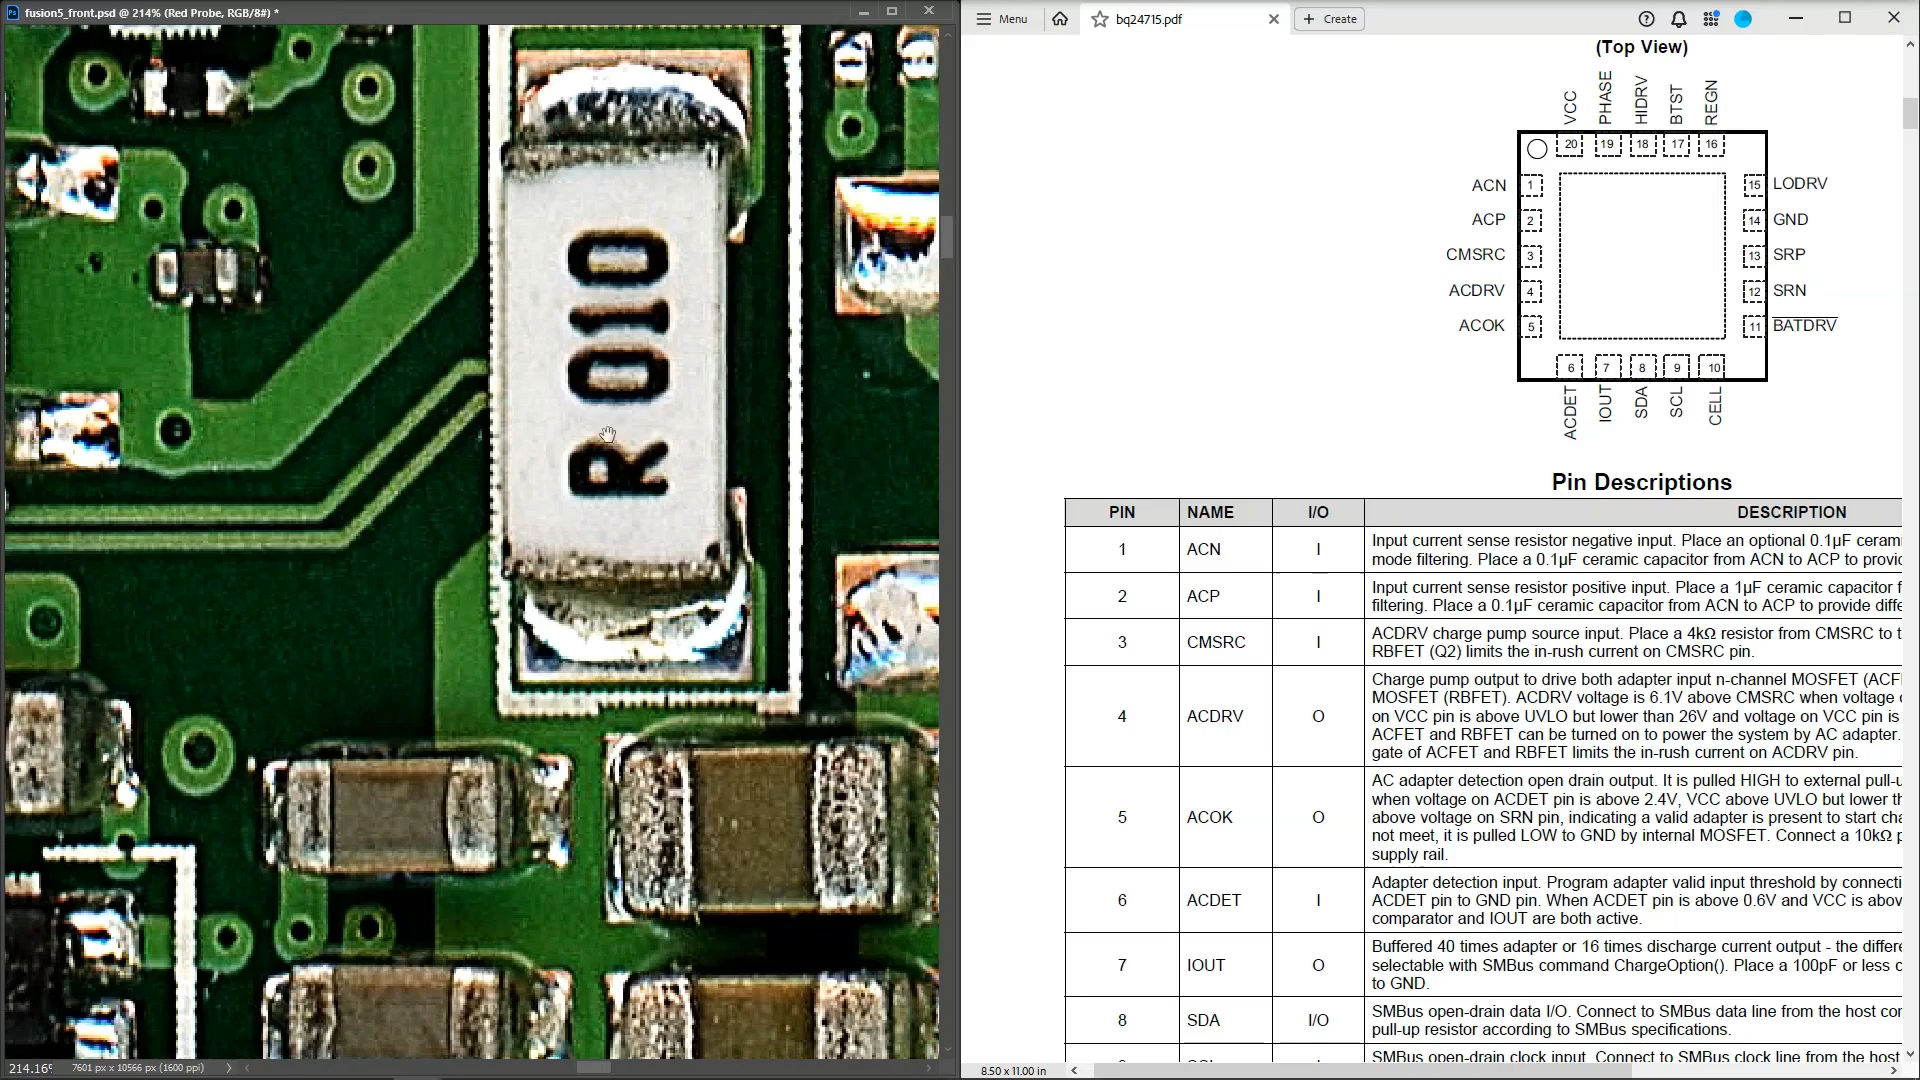 fusion5_front.psd @ 214% (Red Probe, RGB/8#) *
R010
214.16%
7601 px x 10566 px (1600 ppi)
Menu
bq24715.pdf
Create
(Top View)
VCC PHASE HIDRV BTST REGN
20 19 18 17 16
ACN 1 15 LODRV
ACP 2 14 GND
CMSRC 3 13 SRP
ACDRV 4 12 SRN
ACOK 5 11 BATDRV
6 7 8 9 10
ACDET IOUT SDA SCL CELL
Pin Descriptions
PIN NAME I/O DESCRIPTION
1 ACN I Input current sense resistor negative input. Place an optional 0.1µF cerami
mode filtering. Place a 0.1µF ceramic capacitor from ACN to ACP to provic
2 ACP I Input current sense resistor positive input. Place a 1µF ceramic capacitor f
filtering. Place a 0.1µF ceramic capacitor from ACN to ACP to provide diffe
3 CMSRC I ACDRV charge pump source input. Place a 4kΩ resistor from CMSRC to t
RBFET (Q2) limits the in-rush current on CMSRC pin.
4 ACDRV O Charge pump output to drive both adapter input n-channel MOSFET (ACF
MOSFET (RBFET). ACDRV voltage is 6.1V above CMSRC when voltage
on VCC pin is above UVLO but lower than 26V and voltage on VCC pin is
ACFET and RBFET can be turned on to power the system by AC adapter.
gate of ACFET and RBFET limits the in-rush current on ACDRV pin.
5 ACOK O AC adapter detection open drain output. It is pulled HIGH to external pull-u
when voltage on ACDET pin is above 2.4V, VCC above UVLO but lower th
above voltage on SRN pin, indicating a valid adapter is present to start cha
not meet, it is pulled LOW to GND by internal MOSFET. Connect a 10kΩ p
supply rail.
6 ACDET I Adapter detection input. Program adapter valid input threshold by connecti
ACDET pin to GND pin. When ACDET pin is above 0.6V and VCC is abov
comparator and IOUT are both active.
7 IOUT O Buffered 40 times adapter or 16 times discharge current output - the differe
selectable with SMBus command ChargeOption(). Place a 100pF or less c
to GND.
8 SDA I/O SMBus open-drain data I/O. Connect to SMBus data line from the host cor
pull-up resistor according to SMBus specifications.
SMBus open-drain clock input. Connect to SMBus clock line from the host
8.50 x 11.00 in